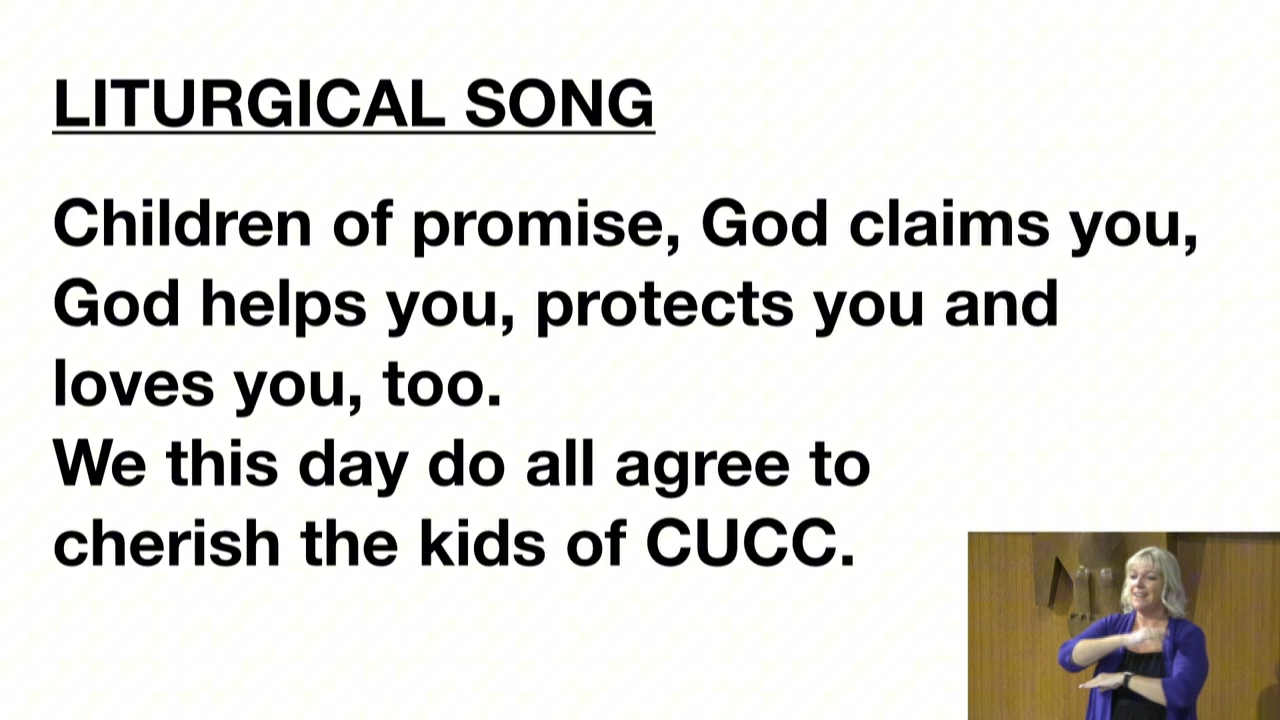 LITURGICAL SONG
Children of promise, God claims you,
God helps you, protects you and
loves you, too.
We this day do all agree to
cherish the kids of CUCC.